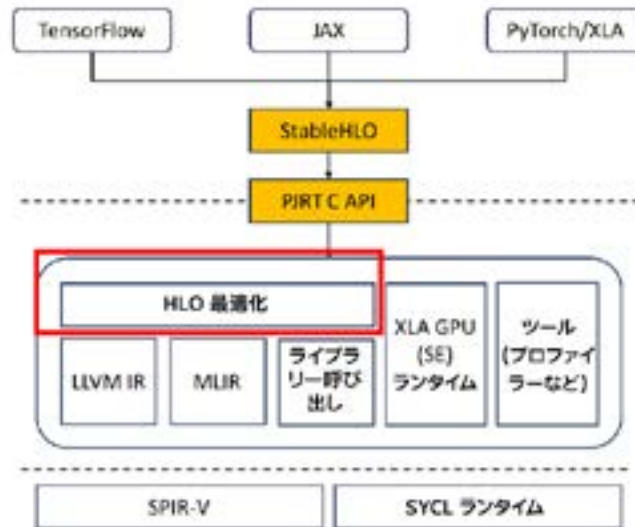 TensorFlow
JAX
PyTorch/XLA
StableHLO
PJRT C API
HLO 最適化
LLVM IR
MLIR
ライブラ
リー呼び
出し
XLA GPU
(SE)
ランタイム
ツール
(プロファイ
ラーなど)
SPIR-V
SYCL ランタイム